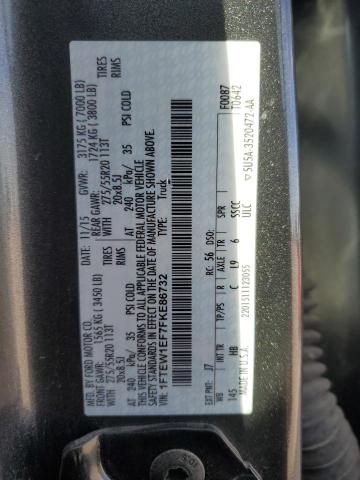 MFD. BY FORD MOTOR CO.
DATE: 11/15 GVWR: 3175 KG ( 7000 LB)
FRONT GAWR: 1565 KG ( 3450 LB) REAR GAWR: 1724 KG ( 3800 LB)
WITH 275/55R20 113T TIRES WITH 275/55R20 113T TIRES
20x8.5J RIMS 20x8.5J RIMS
AT 240 kPa/ 35 PSI COLD AT 240 kPa/ 35 PSI COLD
THIS VEHICLE CONFORMS TO ALL APPLICABLE FEDERAL MOTOR VEHICLE
SAFETY STANDARDS IN EFFECT ON THE DATE OF MANUFACTURE SHOWN ABOVE.
VIN: 1FTEW1EF7FKE86732 TYPE: Truck
F0087
T0642
EXT PNT: J7 RC: 56 DSO:
WB INT TR TP/PS R AXLE TR SPR
145 HB C L9 6 SSCC
ULC
MADE IN U.S.A. 2201511123055 5U5A-3520472-AA